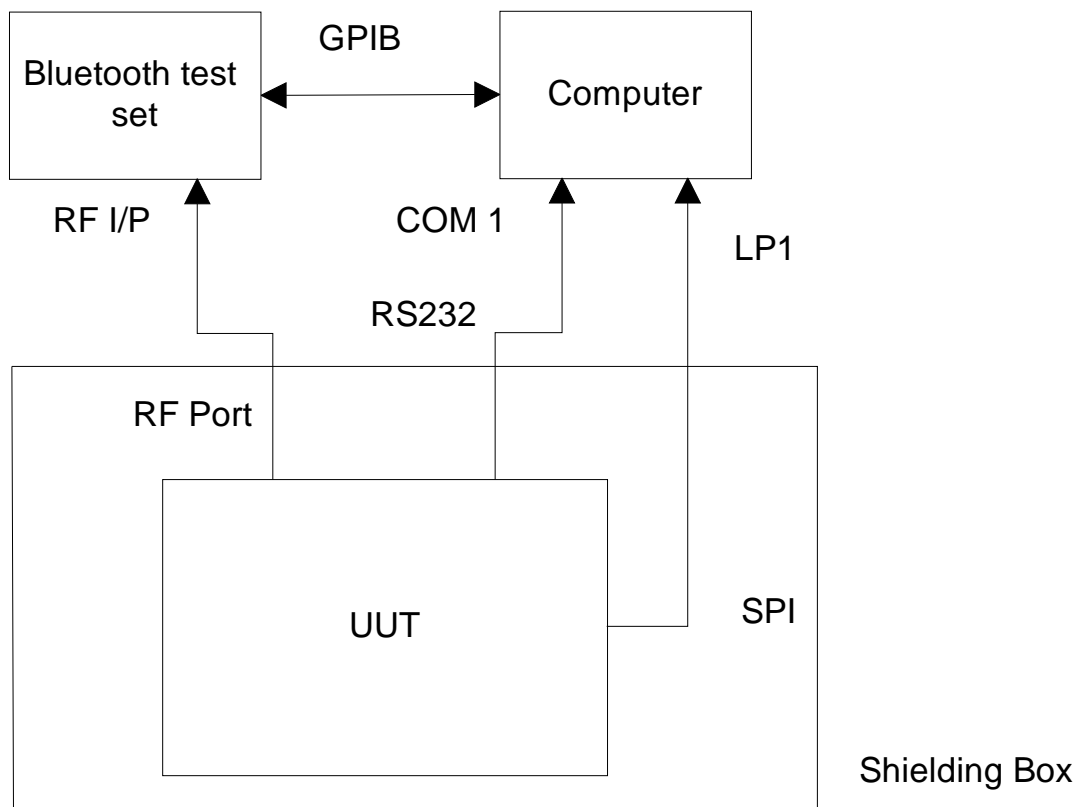 GPIB
Bluetooth test
set
Computer
RF I/P
COM 1
LP1
RS232
RF Port
UUT
SPI
Shielding Box